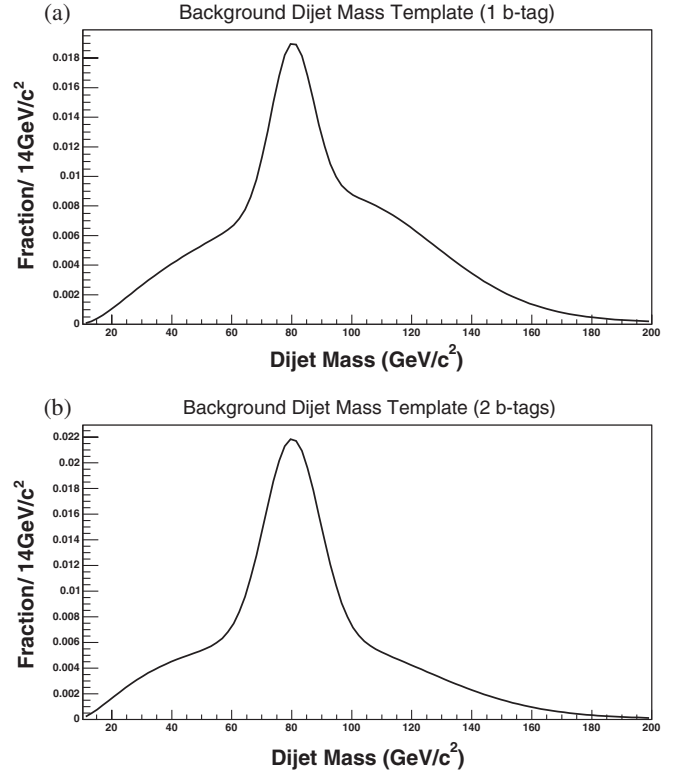 (a)
Background Dijet Mass Template (1 b-tag)
Fraction/ 14GeV/c²
0.018
0.016
0.014
0.012
0.01
0.008
0.006
0.004
0.002
0
20 40 60 80 100 120 140 160 180 200
Dijet Mass (GeV/c²)
(b)
Background Dijet Mass Template (2 b-tags)
Fraction/ 14GeV/c²
0.022
0.02
0.018
0.016
0.014
0.012
0.01
0.008
0.006
0.004
0.002
0
20 40 60 80 100 120 140 160 180 200
Dijet Mass (GeV/c²)